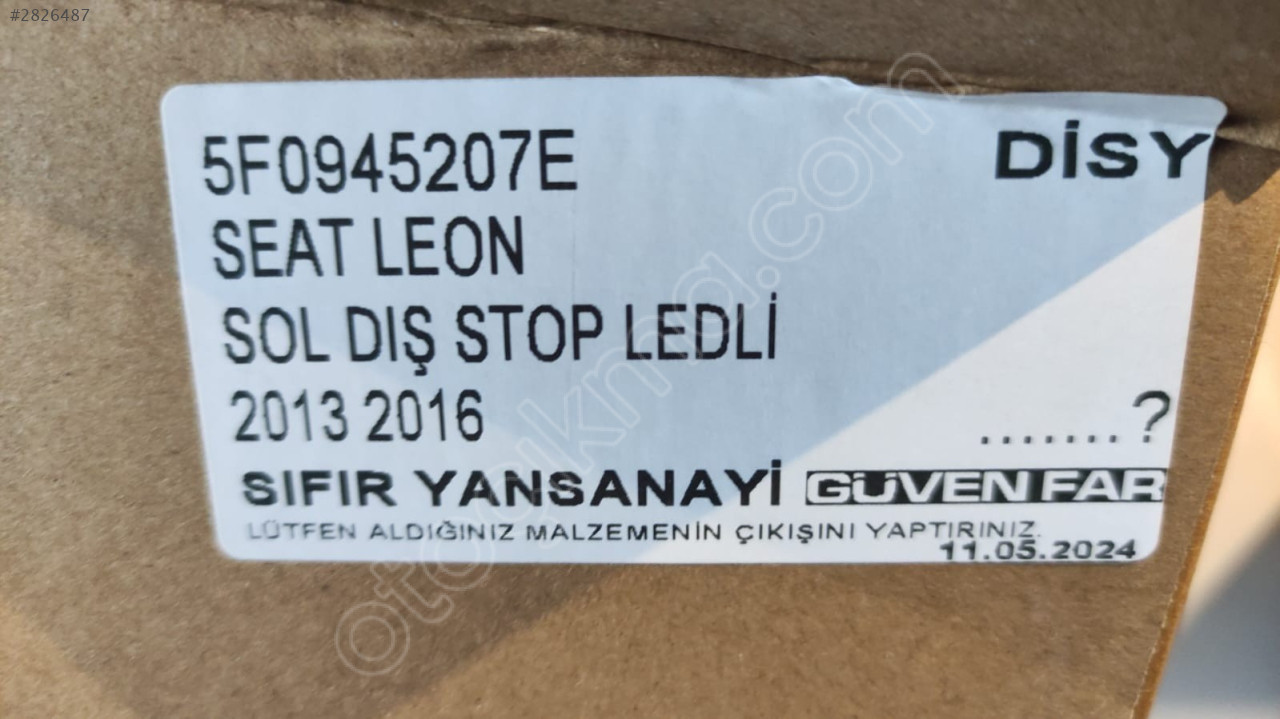 #2826487
5F0945207E
DİSY
SEAT LEON
SOL DIŞ STOP LEDLİ
2013 2016
.......?
SIFIR YANSANAYİ GÜVEN FAR
LÜTFEN ALDIĞINIZ MALZEMENİN ÇIKIŞINI YAPTIRINIZ.
11.05.2024
otocikma.com